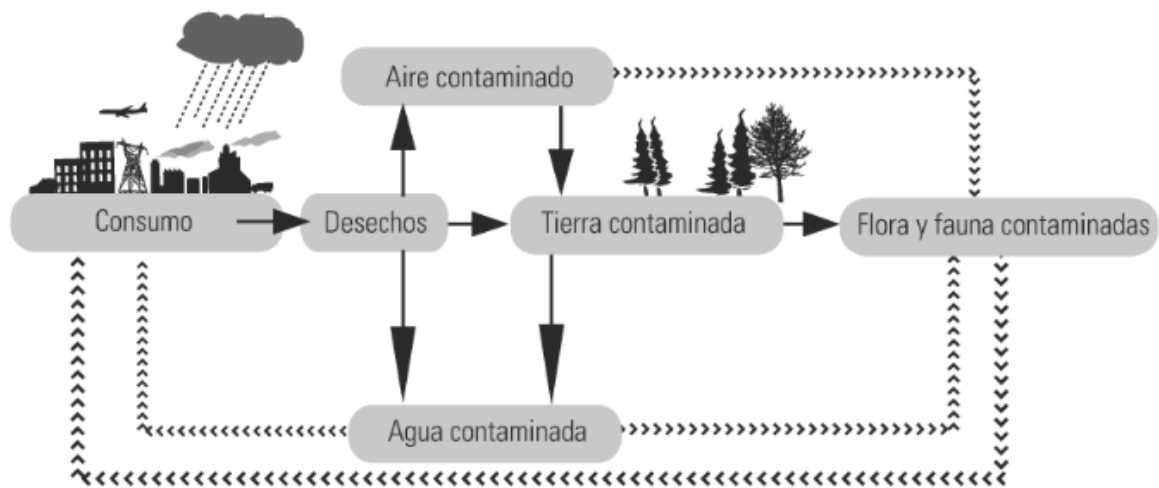 Aire contaminado
Consumo
Desechos
Tierra contaminada
Flora y fauna contaminadas
Agua contaminada